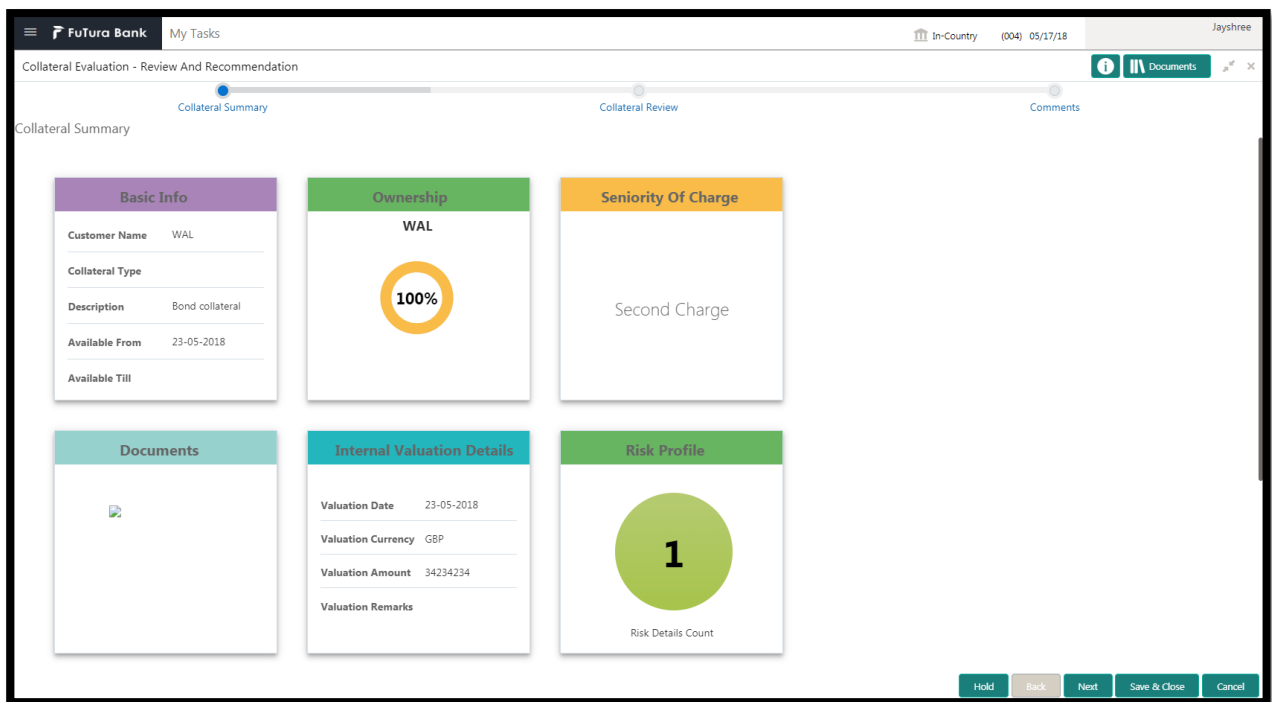 FuTura Bank
My Tasks
In-Country (004) 05/17/18
Jayshree
Collateral Evaluation - Review And Recommendation
i
Documents
Collateral Summary
Collateral Review
Comments
Collateral Summary
Basic Info
Customer Name WAL
Collateral Type
Description Bond collateral
Available From 23-05-2018
Available Till
Ownership
WAL
100%
Seniority Of Charge
Second Charge
Documents
Internal Valuation Details
Valuation Date 23-05-2018
Valuation Currency GBP
Valuation Amount 34234234
Valuation Remarks
Risk Profile
1
Risk Details Count
Hold
Back
Next
Save & Close
Cancel